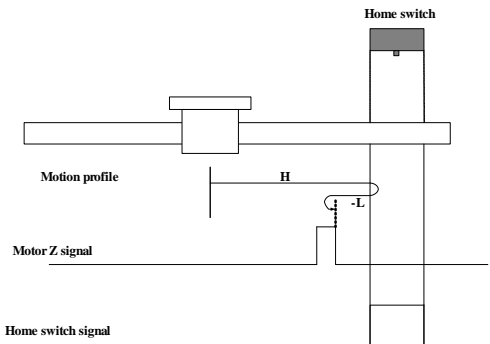 Home switch
Motion profile
H
-L
Motor Z signal
Home switch signal